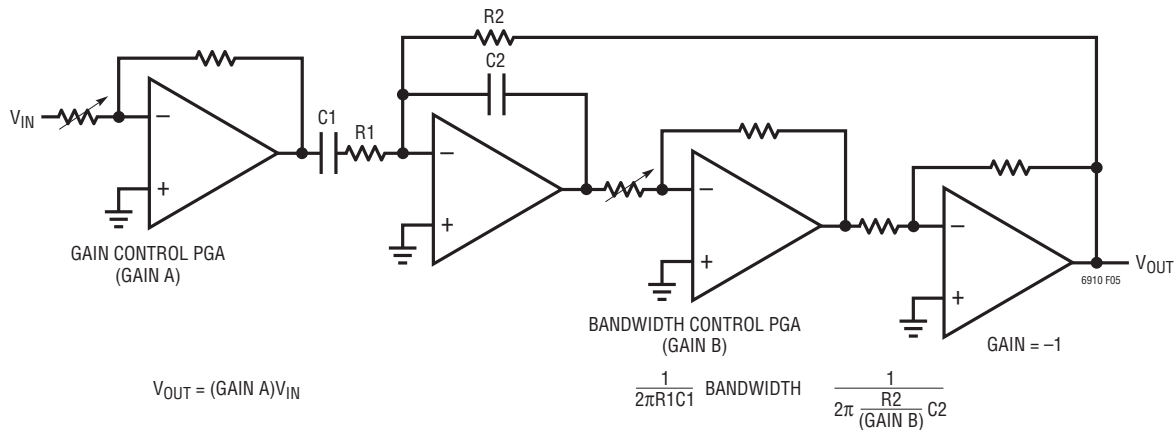 R2
C2
C1
R1
V_IN
−
+
−
+
−
+
−
+
GAIN CONTROL PGA
(GAIN A)
V_OUT
6910 F05
BANDWIDTH CONTROL PGA
(GAIN B)
GAIN = –1
V_OUT = (GAIN A)V_IN
1
2πR1C1
BANDWIDTH
1
2π R2 C2
(GAIN B)